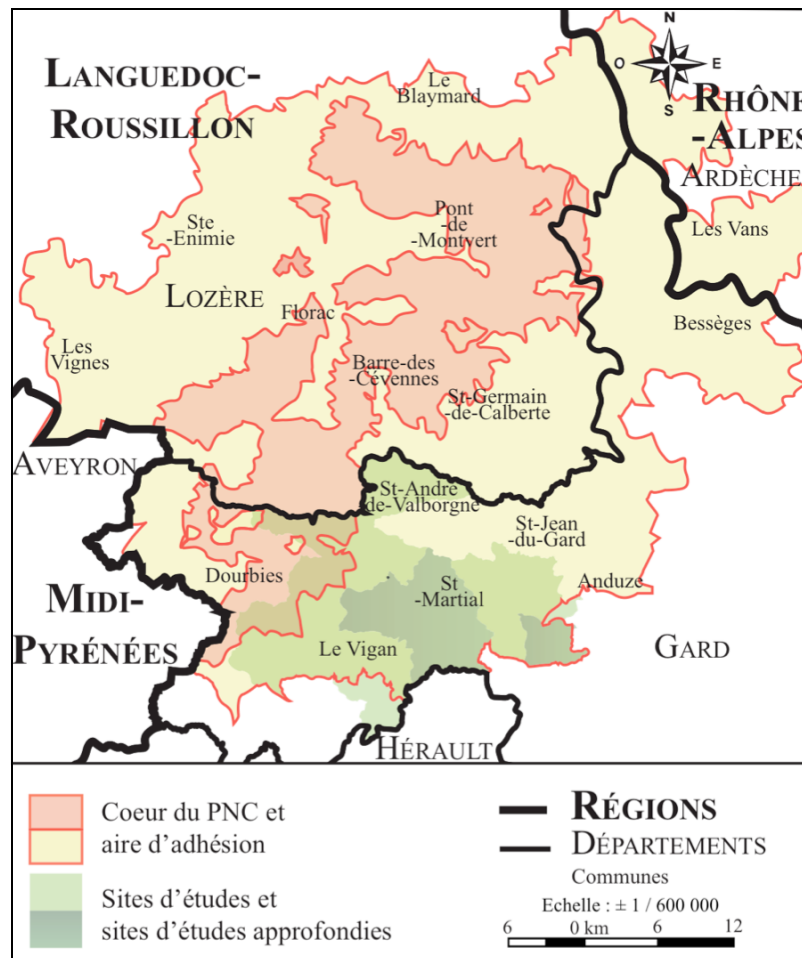 LANGUEDOC-
ROUSSILLON
Le
Blaymard
N
O
E
S
RHÔNE
-ALPES
ARDÈCHE
Ste
-Enimie
Pont
-de
-Montvert
Les Vans
LOZÈRE
Florac
Bessèges
Les
Vignes
Barre-des
-Cévennes
St-Germain
-de-Calberte
AVEYRON
St-André
de-Valborgne
St-Jean
-du-Gard
Dourbies
St
-Martial
Anduze
MIDI-
PYRÉNÉES
Le Vigan
GARD
HÉRAULT
Coeur du PNC et
aire d'adhésion
Sites d'études et
sites d'études approfondies
RÉGIONS
DÉPARTEMENTS
Communes
Echelle : ± 1 / 600 000
6 0 km 6 12